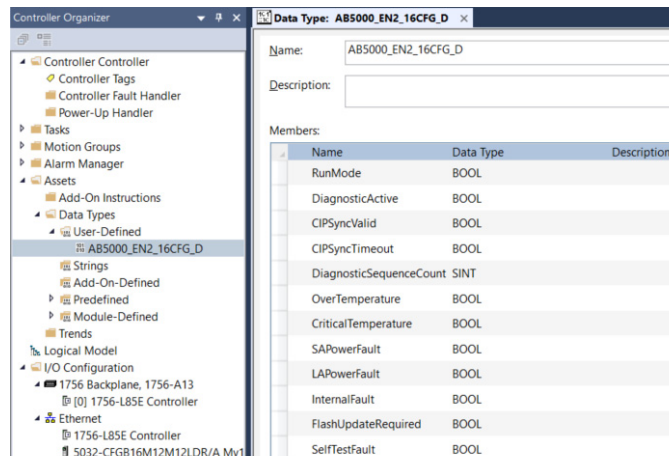 Controller Organizer
Controller Controller
Controller Tags
Controller Fault Handler
Power-Up Handler
Tasks
Motion Groups
Alarm Manager
Assets
Add-On Instructions
Data Types
User-Defined
AB5000_EN2_16CFG_D
Strings
Add-On-Defined
Predefined
Module-Defined
Trends
Logical Model
I/O Configuration
1756 Backplane, 1756-A13
[0] 1756-L85E Controller
Ethernet
1756-L85E Controller
5032-CFGB16M12M12LDR/A My1
Data Type: AB5000_EN2_16CFG_D
Name: AB5000_EN2_16CFG_D
Description:
Members:
Name Data Type Description
RunMode BOOL
DiagnosticActive BOOL
CIPSyncValid BOOL
CIPSyncTimeout BOOL
DiagnosticSequenceCount SINT
OverTemperature BOOL
CriticalTemperature BOOL
SAPowerFault BOOL
LAPowerFault BOOL
InternalFault BOOL
FlashUpdateRequired BOOL
SelfTestFault BOOL